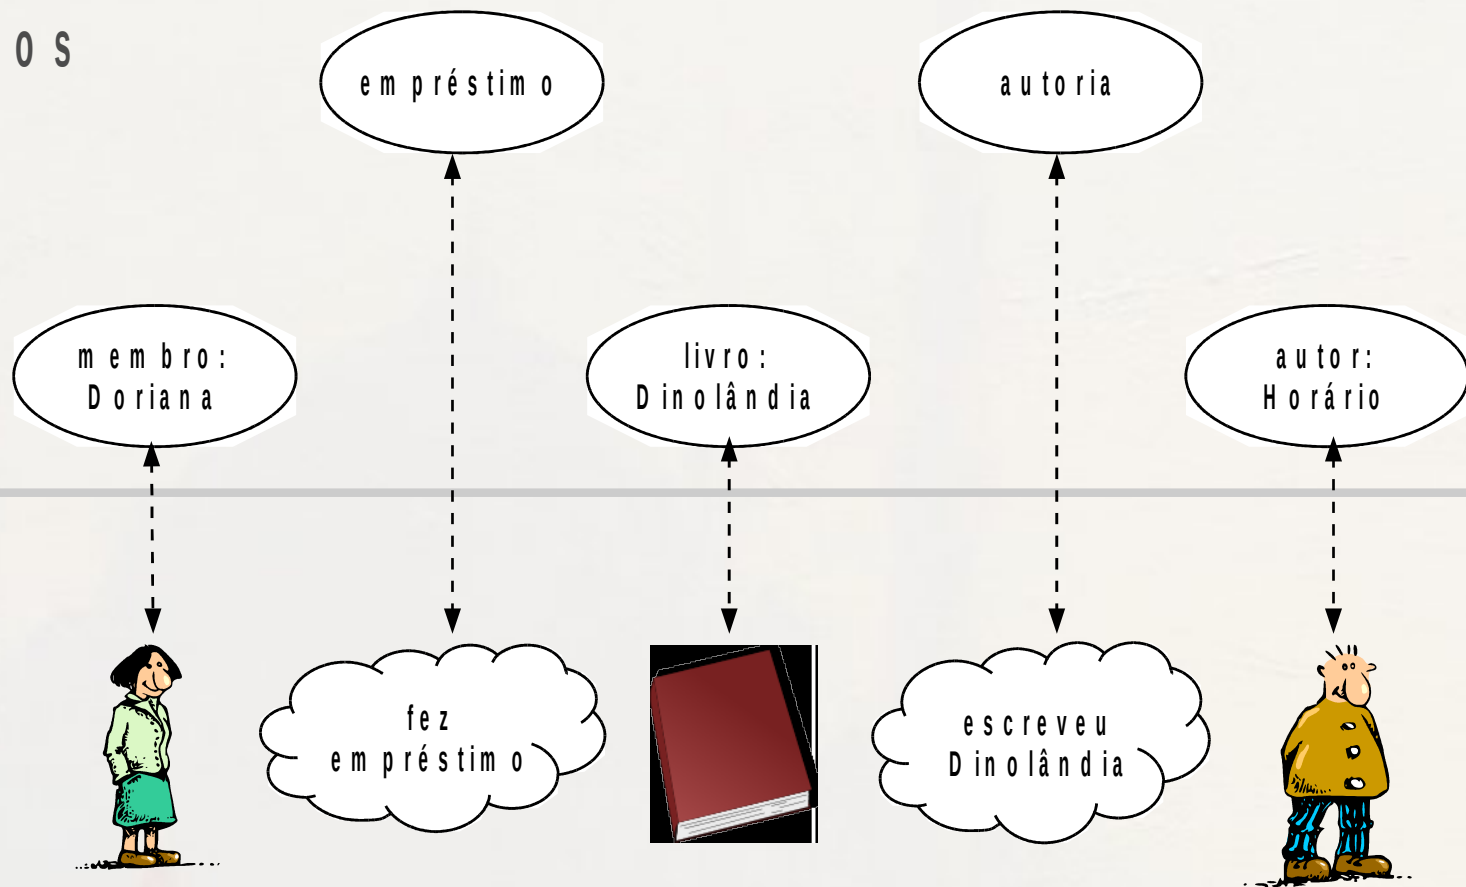 os
empréstimo
autoria
membro:
Doriana
livro:
Dinolândia
autor:
Horário
fez
empréstimo
escreveu
Dinolândia